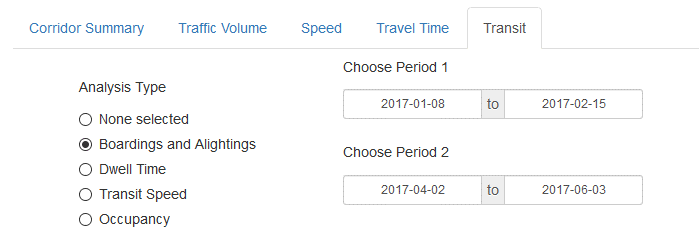 Corridor Summary Traffic Volume Speed Travel Time Transit
Analysis Type
None selected
Boardings and Alightings
Dwell Time
Transit Speed
Occupancy
Choose Period 1
2017-01-08 to 2017-02-15
Choose Period 2
2017-04-02 to 2017-06-03